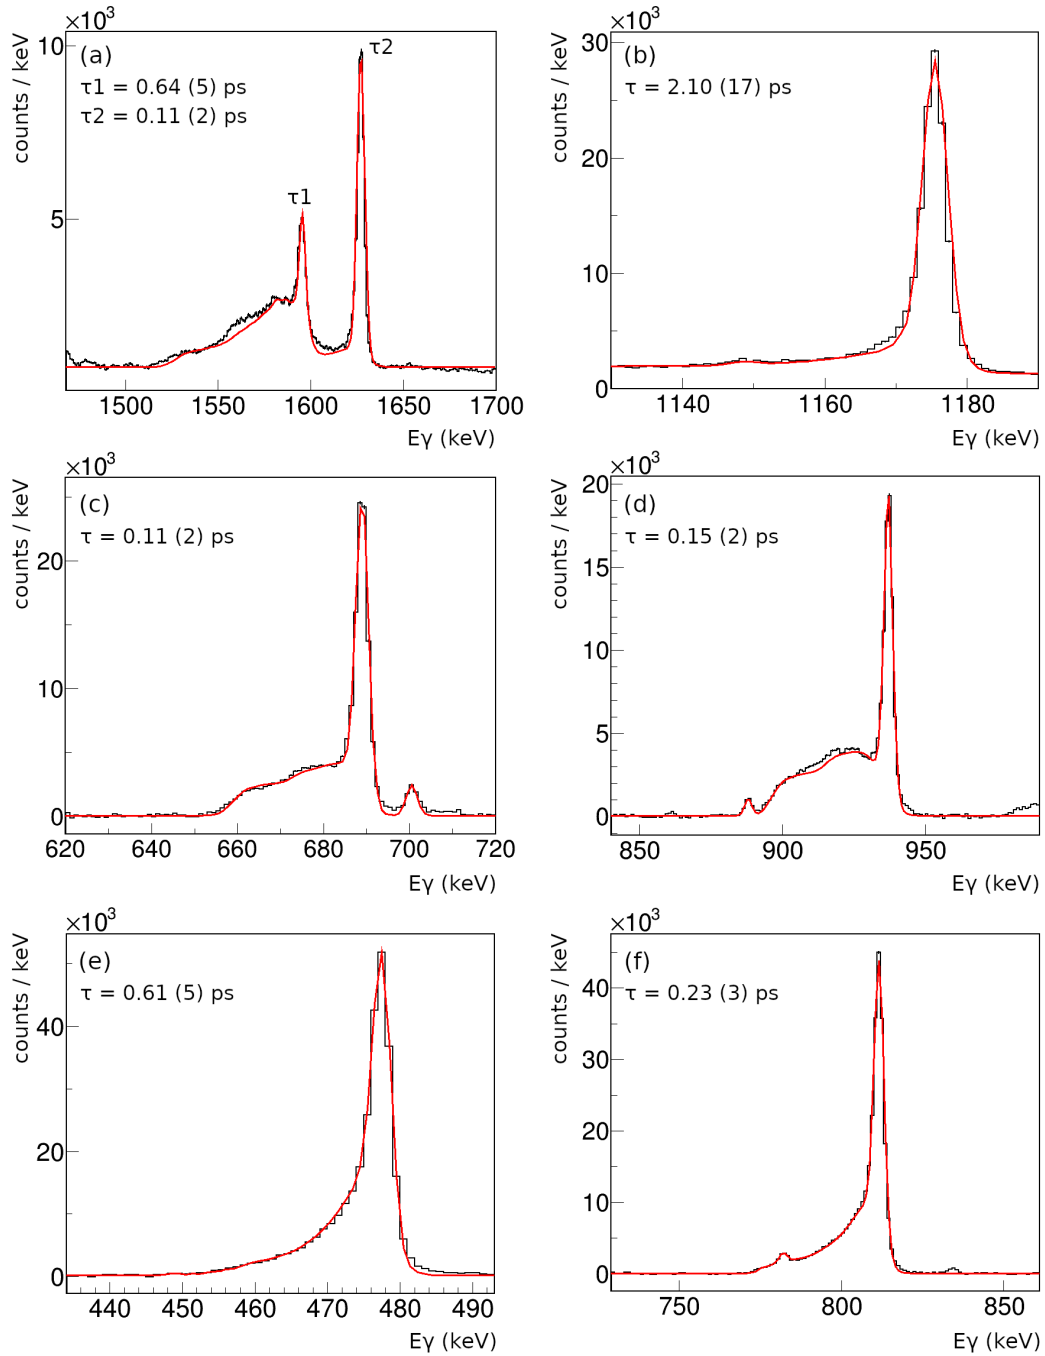 ×10³
counts / keV
10
5
(a)
τ1 = 0.64 (5) ps
τ2 = 0.11 (2) ps
τ2
τ1
1500 1550 1600 1650 1700
Eγ (keV)
×10³
counts / keV
30
20
10
0
(b)
τ = 2.10 (17) ps
1140 1160 1180
Eγ (keV)
×10³
counts / keV
20
10
0
(c)
τ = 0.11 (2) ps
620 640 660 680 700 720
Eγ (keV)
×10³
counts / keV
20
15
10
5
0
(d)
τ = 0.15 (2) ps
850 900 950
Eγ (keV)
×10³
counts / keV
40
20
0
(e)
τ = 0.61 (5) ps
440 450 460 470 480 490
Eγ (keV)
×10³
counts / keV
40
30
20
10
0
(f)
τ = 0.23 (3) ps
750 800 850
Eγ (keV)